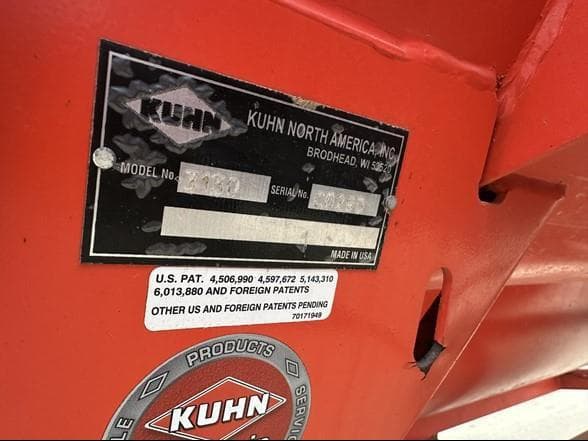 KUHN
KUHN NORTH AMERICA, INC.
BRODHEAD, WI 53520
MODEL No.
SERIAL No.
MADE IN USA
U.S. PAT. 4,506,990 4,597,672 5,143,310
6,013,880 AND FOREIGN PATENTS
OTHER US AND FOREIGN PATENTS PENDING
70171949
PRODUCTS
SERVIC
KUHN